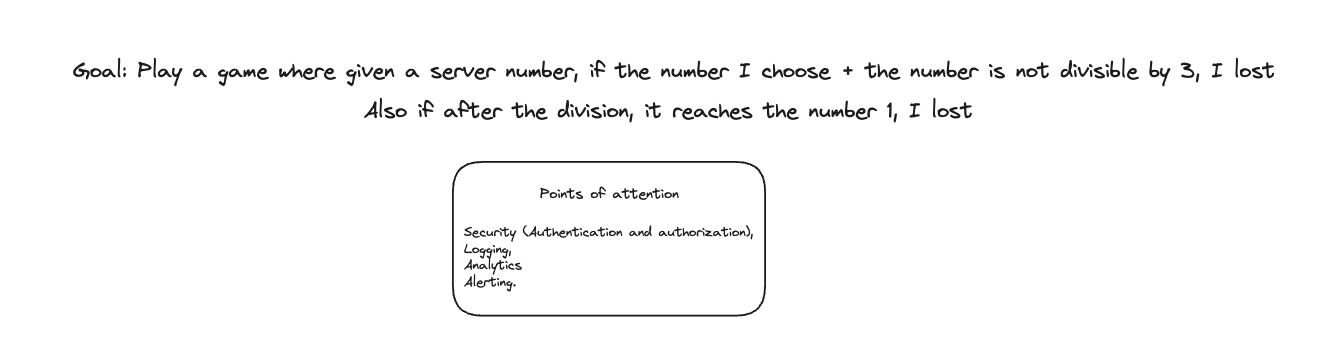 Goal: Play a game where given a server number, if the number I choose + the number is not divisible by 3, I lost
Also if after the division, it reaches the number 1, I lost
Points of attention
Security (Authentication and authorization),
Logging,
Analytics
Alerting.